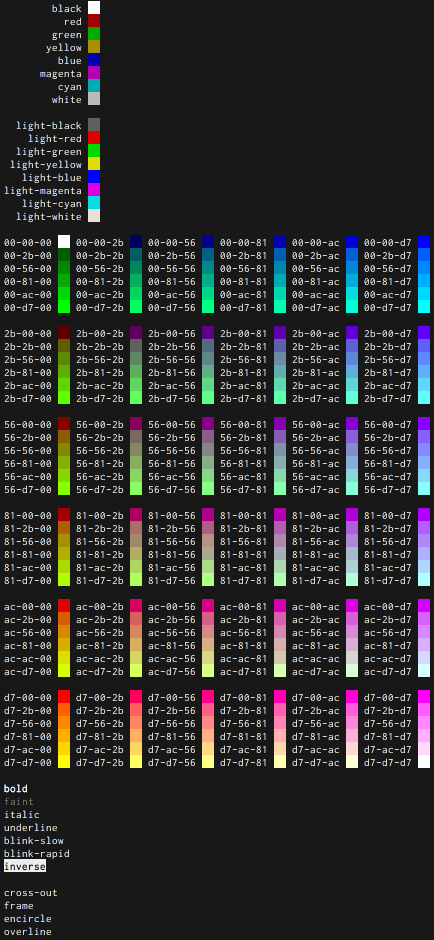 black
red
green
yellow
blue
magenta
cyan
white
light-black
light-red
light-green
light-yellow
light-blue
light-magenta
light-cyan
light-white
00-00-00 00-00-2b 00-00-56 00-00-81 00-00-ac 00-00-d7
00-2b-00 00-2b-2b 00-2b-56 00-2b-81 00-2b-ac 00-2b-d7
00-56-00 00-56-2b 00-56-56 00-56-81 00-56-ac 00-56-d7
00-81-00 00-81-2b 00-81-56 00-81-81 00-81-ac 00-81-d7
00-ac-00 00-ac-2b 00-ac-56 00-ac-81 00-ac-ac 00-ac-d7
00-d7-00 00-d7-2b 00-d7-56 00-d7-81 00-d7-ac 00-d7-d7
2b-00-00 2b-00-2b 2b-00-56 2b-00-81 2b-00-ac 2b-00-d7
2b-2b-00 2b-2b-2b 2b-2b-56 2b-2b-81 2b-2b-ac 2b-2b-d7
2b-56-00 2b-56-2b 2b-56-56 2b-56-81 2b-56-ac 2b-56-d7
2b-81-00 2b-81-2b 2b-81-56 2b-81-81 2b-81-ac 2b-81-d7
2b-ac-00 2b-ac-2b 2b-ac-56 2b-ac-81 2b-ac-ac 2b-ac-d7
2b-d7-00 2b-d7-2b 2b-d7-56 2b-d7-81 2b-d7-ac 2b-d7-d7
56-00-00 56-00-2b 56-00-56 56-00-81 56-00-ac 56-00-d7
56-2b-00 56-2b-2b 56-2b-56 56-2b-81 56-2b-ac 56-2b-d7
56-56-00 56-56-2b 56-56-56 56-56-81 56-56-ac 56-56-d7
56-81-00 56-81-2b 56-81-56 56-81-81 56-81-ac 56-81-d7
56-ac-00 56-ac-2b 56-ac-56 56-ac-81 56-ac-ac 56-ac-d7
56-d7-00 56-d7-2b 56-d7-56 56-d7-81 56-d7-ac 56-d7-d7
81-00-00 81-00-2b 81-00-56 81-00-81 81-00-ac 81-00-d7
81-2b-00 81-2b-2b 81-2b-56 81-2b-81 81-2b-ac 81-2b-d7
81-56-00 81-56-2b 81-56-56 81-56-81 81-56-ac 81-56-d7
81-81-00 81-81-2b 81-81-56 81-81-81 81-81-ac 81-81-d7
81-ac-00 81-ac-2b 81-ac-56 81-ac-81 81-ac-ac 81-ac-d7
81-d7-00 81-d7-2b 81-d7-56 81-d7-81 81-d7-ac 81-d7-d7
ac-00-00 ac-00-2b ac-00-56 ac-00-81 ac-00-ac ac-00-d7
ac-2b-00 ac-2b-2b ac-2b-56 ac-2b-81 ac-2b-ac ac-2b-d7
ac-56-00 ac-56-2b ac-56-56 ac-56-81 ac-56-ac ac-56-d7
ac-81-00 ac-81-2b ac-81-56 ac-81-81 ac-81-ac ac-81-d7
ac-ac-00 ac-ac-2b ac-ac-56 ac-ac-81 ac-ac-ac ac-ac-d7
ac-d7-00 ac-d7-2b ac-d7-56 ac-d7-81 ac-d7-ac ac-d7-d7
d7-00-00 d7-00-2b d7-00-56 d7-00-81 d7-00-ac d7-00-d7
d7-2b-00 d7-2b-2b d7-2b-56 d7-2b-81 d7-2b-ac d7-2b-d7
d7-56-00 d7-56-2b d7-56-56 d7-56-81 d7-56-ac d7-56-d7
d7-81-00 d7-81-2b d7-81-56 d7-81-81 d7-81-ac d7-81-d7
d7-ac-00 d7-ac-2b d7-ac-56 d7-ac-81 d7-ac-ac d7-ac-d7
d7-d7-00 d7-d7-2b d7-d7-56 d7-d7-81 d7-d7-ac d7-d7-d7
bold
faint
italic
underline
blink-slow
blink-rapid
inverse
cross-out
frame
encircle
overline